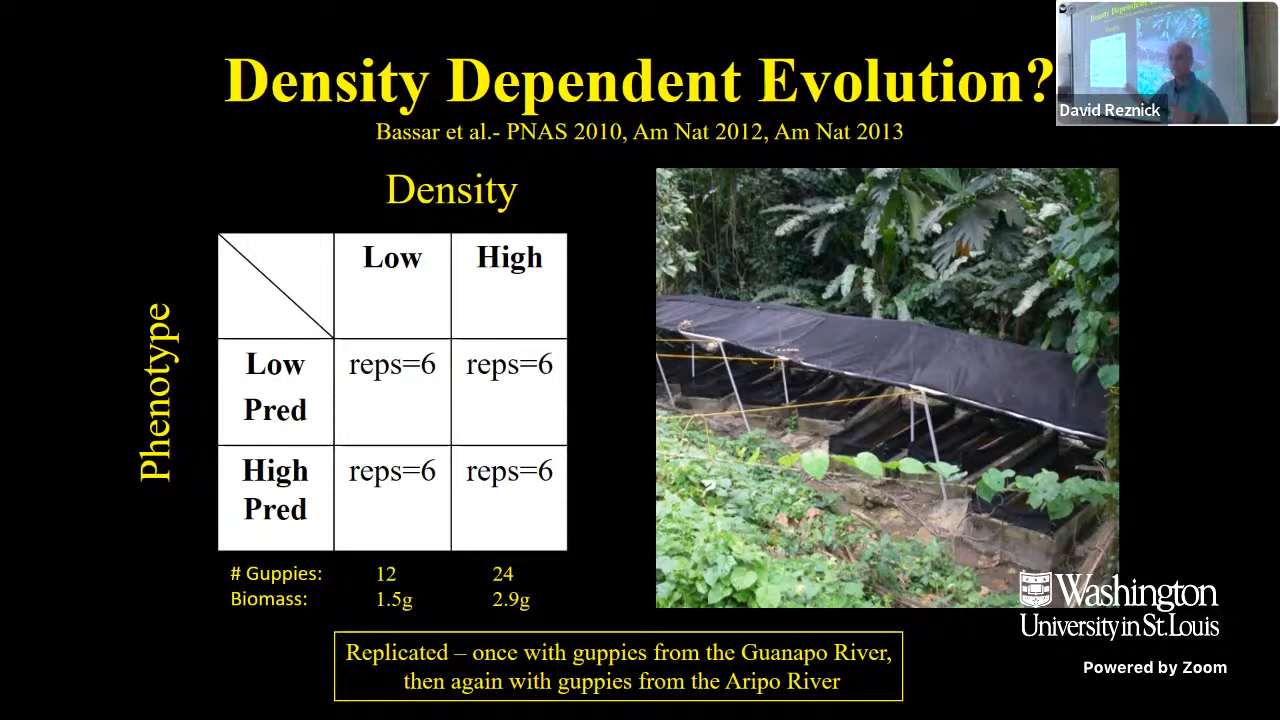 Density Dependent Evolution?
Bassar et al.- PNAS 2010, Am Nat 2012, Am Nat 2013
David Reznick
Density
Phenotype
Low High
Low Pred reps=6 reps=6
High Pred reps=6 reps=6
# Guppies: 12 24
Biomass: 1.5g 2.9g
Replicated – once with guppies from the Guanapo River,
then again with guppies from the Aripo River
Washington
University in St. Louis
Powered by Zoom